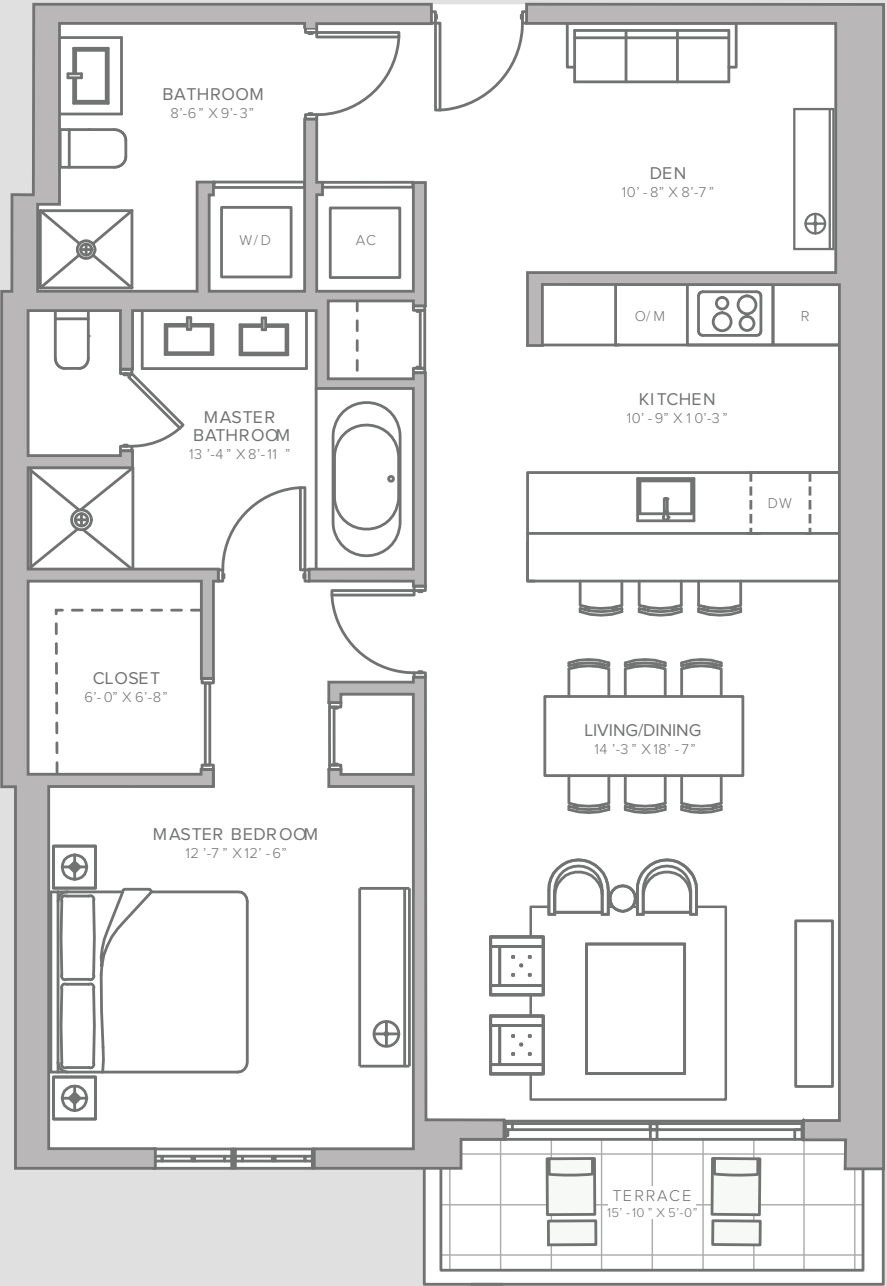 BATHROOM
8'-6" X 9'-3"
DEN
10'-8" X 8'-7"
W/D
AC
O/M
R
KITCHEN
10'-9" X 10'-3"
MASTER
BATHROOM
13'-4" X 8'-11"
DW
CLOSET
6'-0" X 6'-8"
LIVING/DINING
14'-3" X 18'-7"
MASTER BEDROOM
12'-7" X 12'-6"
TERRACE
15'-10" X 5'-0"